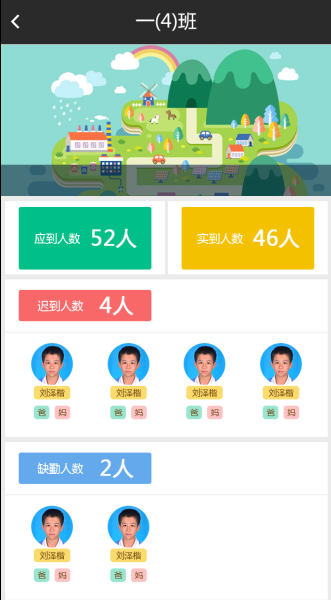 一(4)班
应到人数 52人
实到人数 46人
迟到人数 4人
刘泽楷 刘泽楷 刘泽楷 刘泽楷
爸 妈 爸 妈 爸 妈 爸 妈
缺勤人数 2人
刘泽楷 刘泽楷
爸 妈 爸 妈